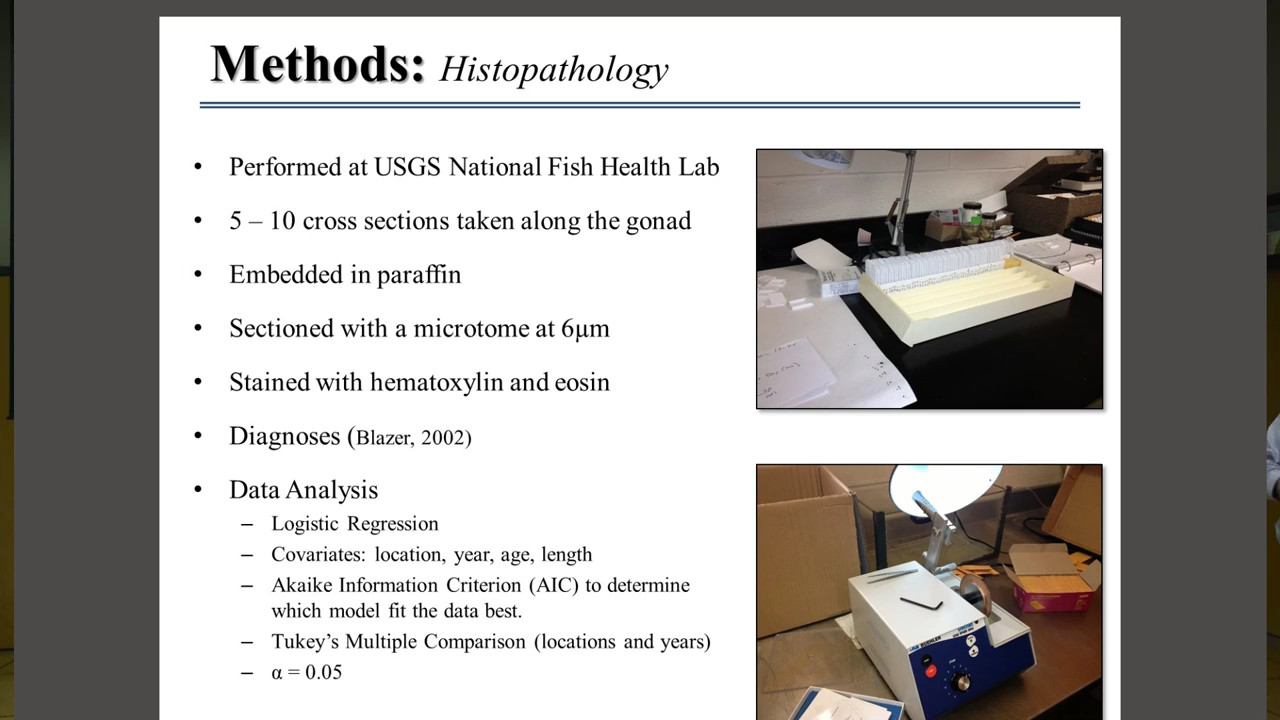 Methods: Histopathology
• Performed at USGS National Fish Health Lab
• 5 – 10 cross sections taken along the gonad
• Embedded in paraffin
• Sectioned with a microtome at 6μm
• Stained with hematoxylin and eosin
• Diagnoses (Blazer, 2002)
• Data Analysis
– Logistic Regression
– Covariates: location, year, age, length
– Akaike Information Criterion (AIC) to determine
which model fit the data best.
– Tukey’s Multiple Comparison (locations and years)
– α = 0.05
BUEHLER